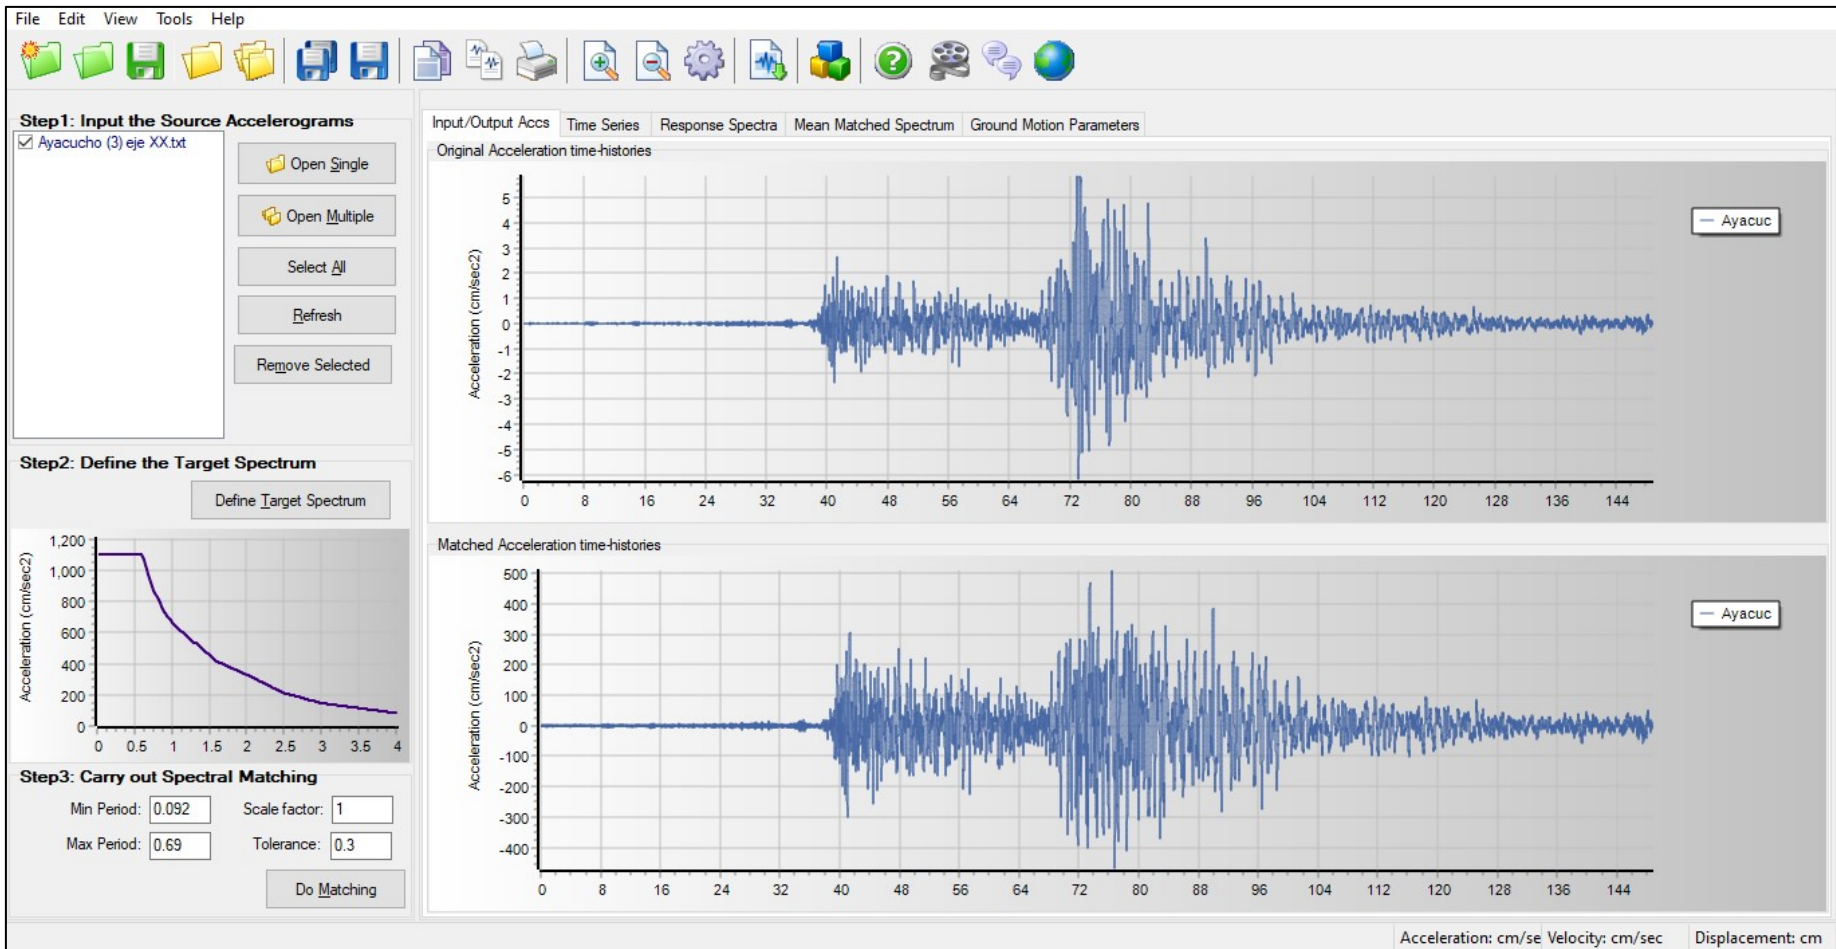 File Edit View Tools Help
Step1: Input the Source Accelerograms
Ayacucho (3) eje XX.txt
Open Single
Open Multiple
Select All
Refresh
Remove Selected
Step2: Define the Target Spectrum
Define Target Spectrum
Acceleration (cm/sec2)
1,200
1,000
800
600
400
200
0
0 0.5 1 1.5 2 2.5 3 3.5 4
Step3: Carry out Spectral Matching
Min Period: 0.092 Scale factor: 1
Max Period: 0.69 Tolerance: 0.3
Do Matching
Input/Output Accs Time Series Response Spectra Mean Matched Spectrum Ground Motion Parameters
Original Acceleration time-histories
Acceleration (cm/sec2)
5
4
3
2
1
0
-1
-2
-3
-4
-5
-6
0 8 16 24 32 40 48 56 64 72 80 88 96 104 112 120 128 136 144
Ayacuc
Matched Acceleration time-histories
Acceleration (cm/sec2)
500
400
300
200
100
0
-100
-200
-300
-400
0 8 16 24 32 40 48 56 64 72 80 88 96 104 112 120 128 136 144
Ayacuc
Acceleration: cm/se Velocity: cm/sec Displacement: cm